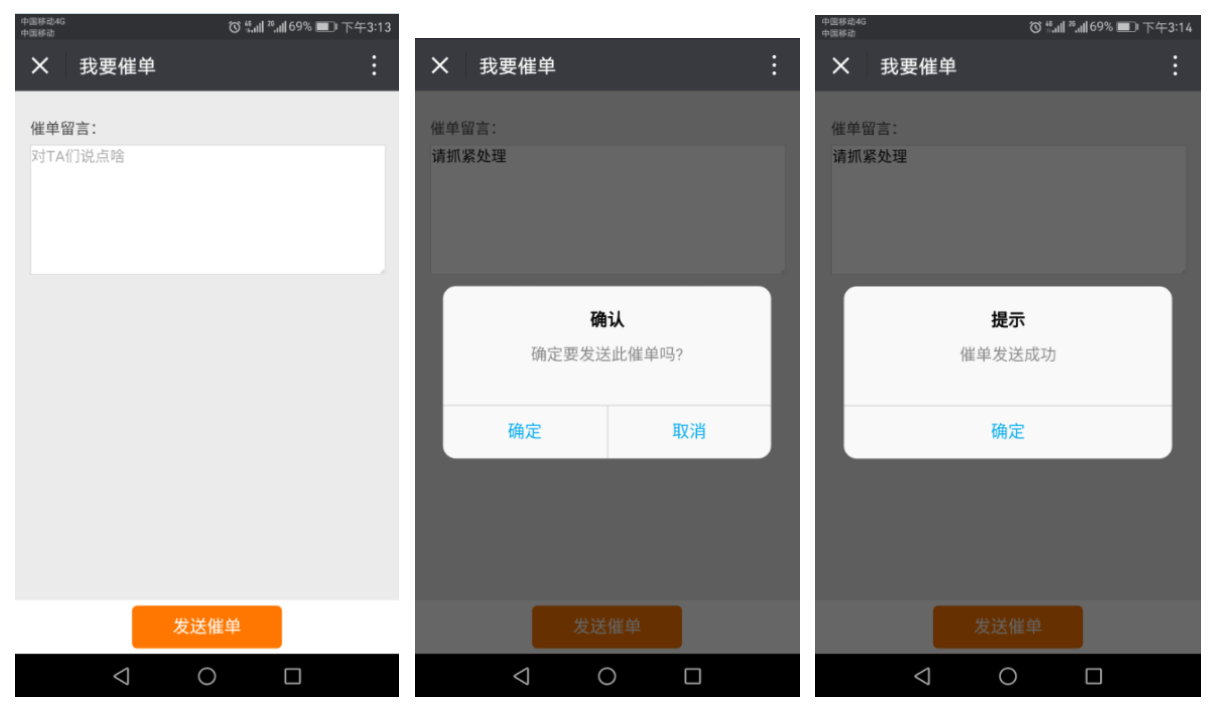 中国移动4G
中国移动
69% 下午3:13
我要催单
催单留言:
对TA们说点啥
发送催单
我要催单
催单留言:
请抓紧处理
确认
确定要发送此催单吗?
确定 取消
发送催单
中国移动4G
中国移动
69% 下午3:14
我要催单
催单留言:
请抓紧处理
提示
催单发送成功
确定
发送催单